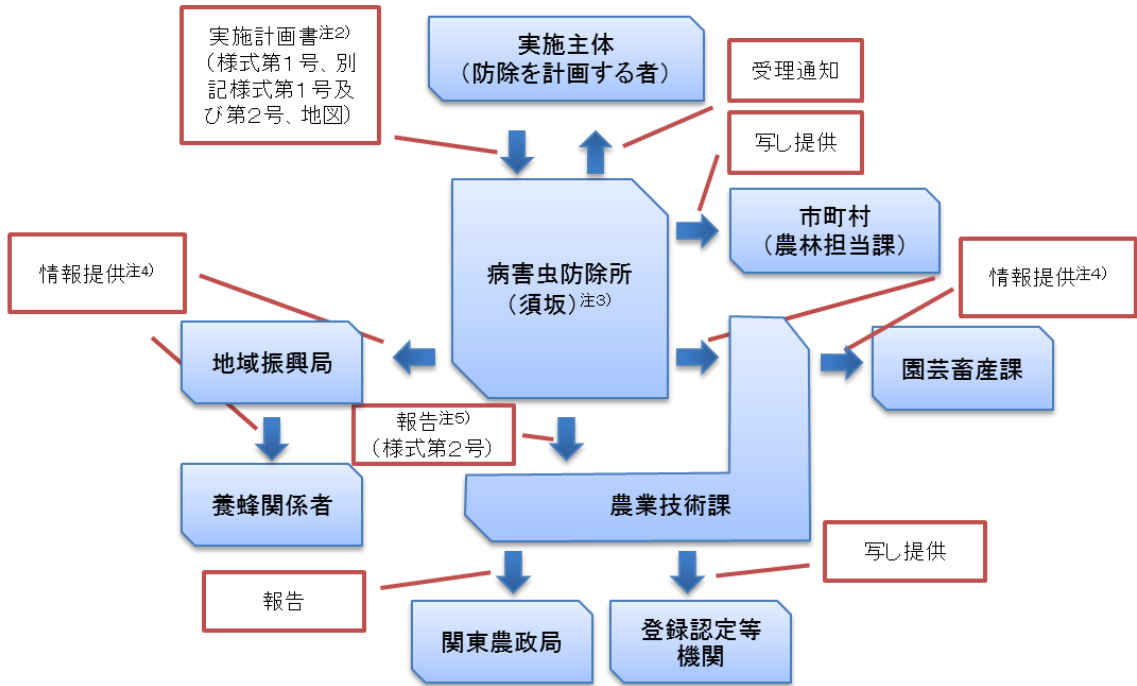 実施計画書注2)
(様式第1号、別
記様式第1号及
び第2号、地図)
実施主体
(防除を計画する者)
受理通知
写し提供
市町村
(農林担当課)
情報提供注4)
病害虫防除所
(須坂)注3)
情報提供注4)
地域振興局
園芸畜産課
報告注5)
(様式第2号)
養蜂関係者
農業技術課
写し提供
報告
関東農政局
登録認定等
機関